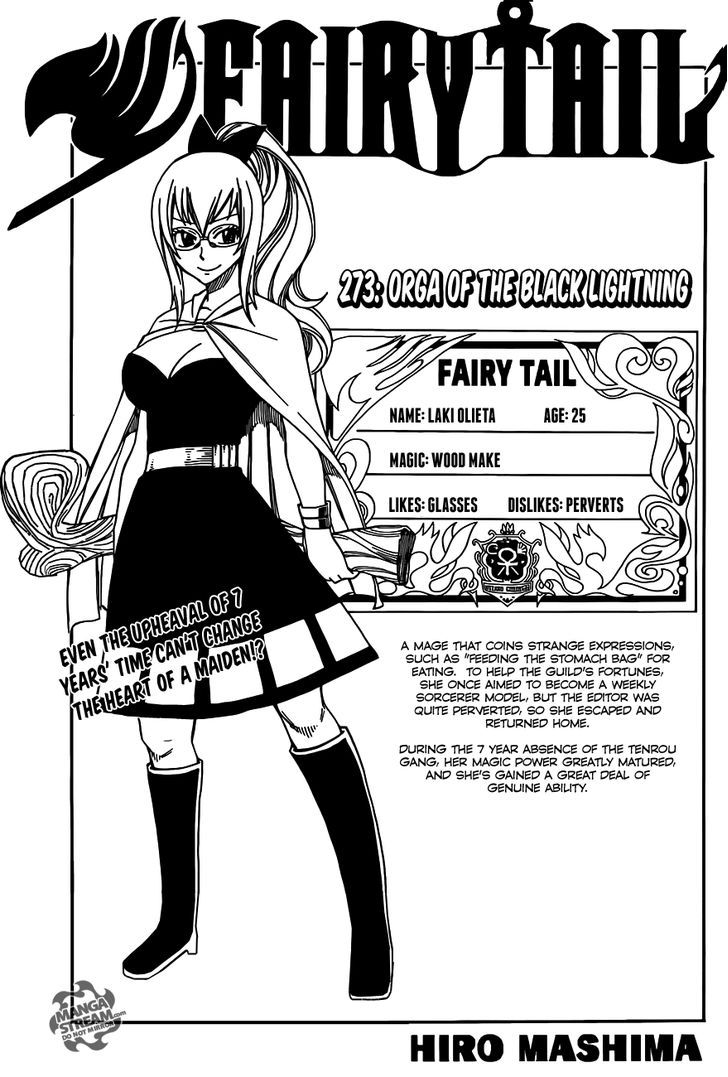 FAIRY TAIL
273: ORGA OF THE BLACK LIGHTNING
FAIRY TAIL
NAME: LAKI OLIETA AGE: 25
MAGIC: WOOD MAKE
LIKES: GLASSES DISLIKES: PERVERTS
EVEN THE UPHEAVAL OF 7
YEARS' TIME CAN'T CHANGE
THE HEART OF A MAIDEN!?
A MAGE THAT COINS STRANGE EXPRESSIONS,
SUCH AS "FEEDING THE STOMACH BAG" FOR
EATING. TO HELP THE GUILD'S FORTUNES,
SHE ONCE AIMED TO BECOME A WEEKLY
SORCERER MODEL, BUT THE EDITOR WAS
QUITE PERVERTED, SO SHE ESCAPED AND
RETURNED HOME.
DURING THE 7 YEAR ABSENCE OF THE TENROU
GANG, HER MAGIC POWER GREATLY MATURED,
AND SHE'S GAINED A GREAT DEAL OF
GENUINE ABILITY.
MANGA
STREAM.com
DO NOT MIRROR
HIRO MASHIMA